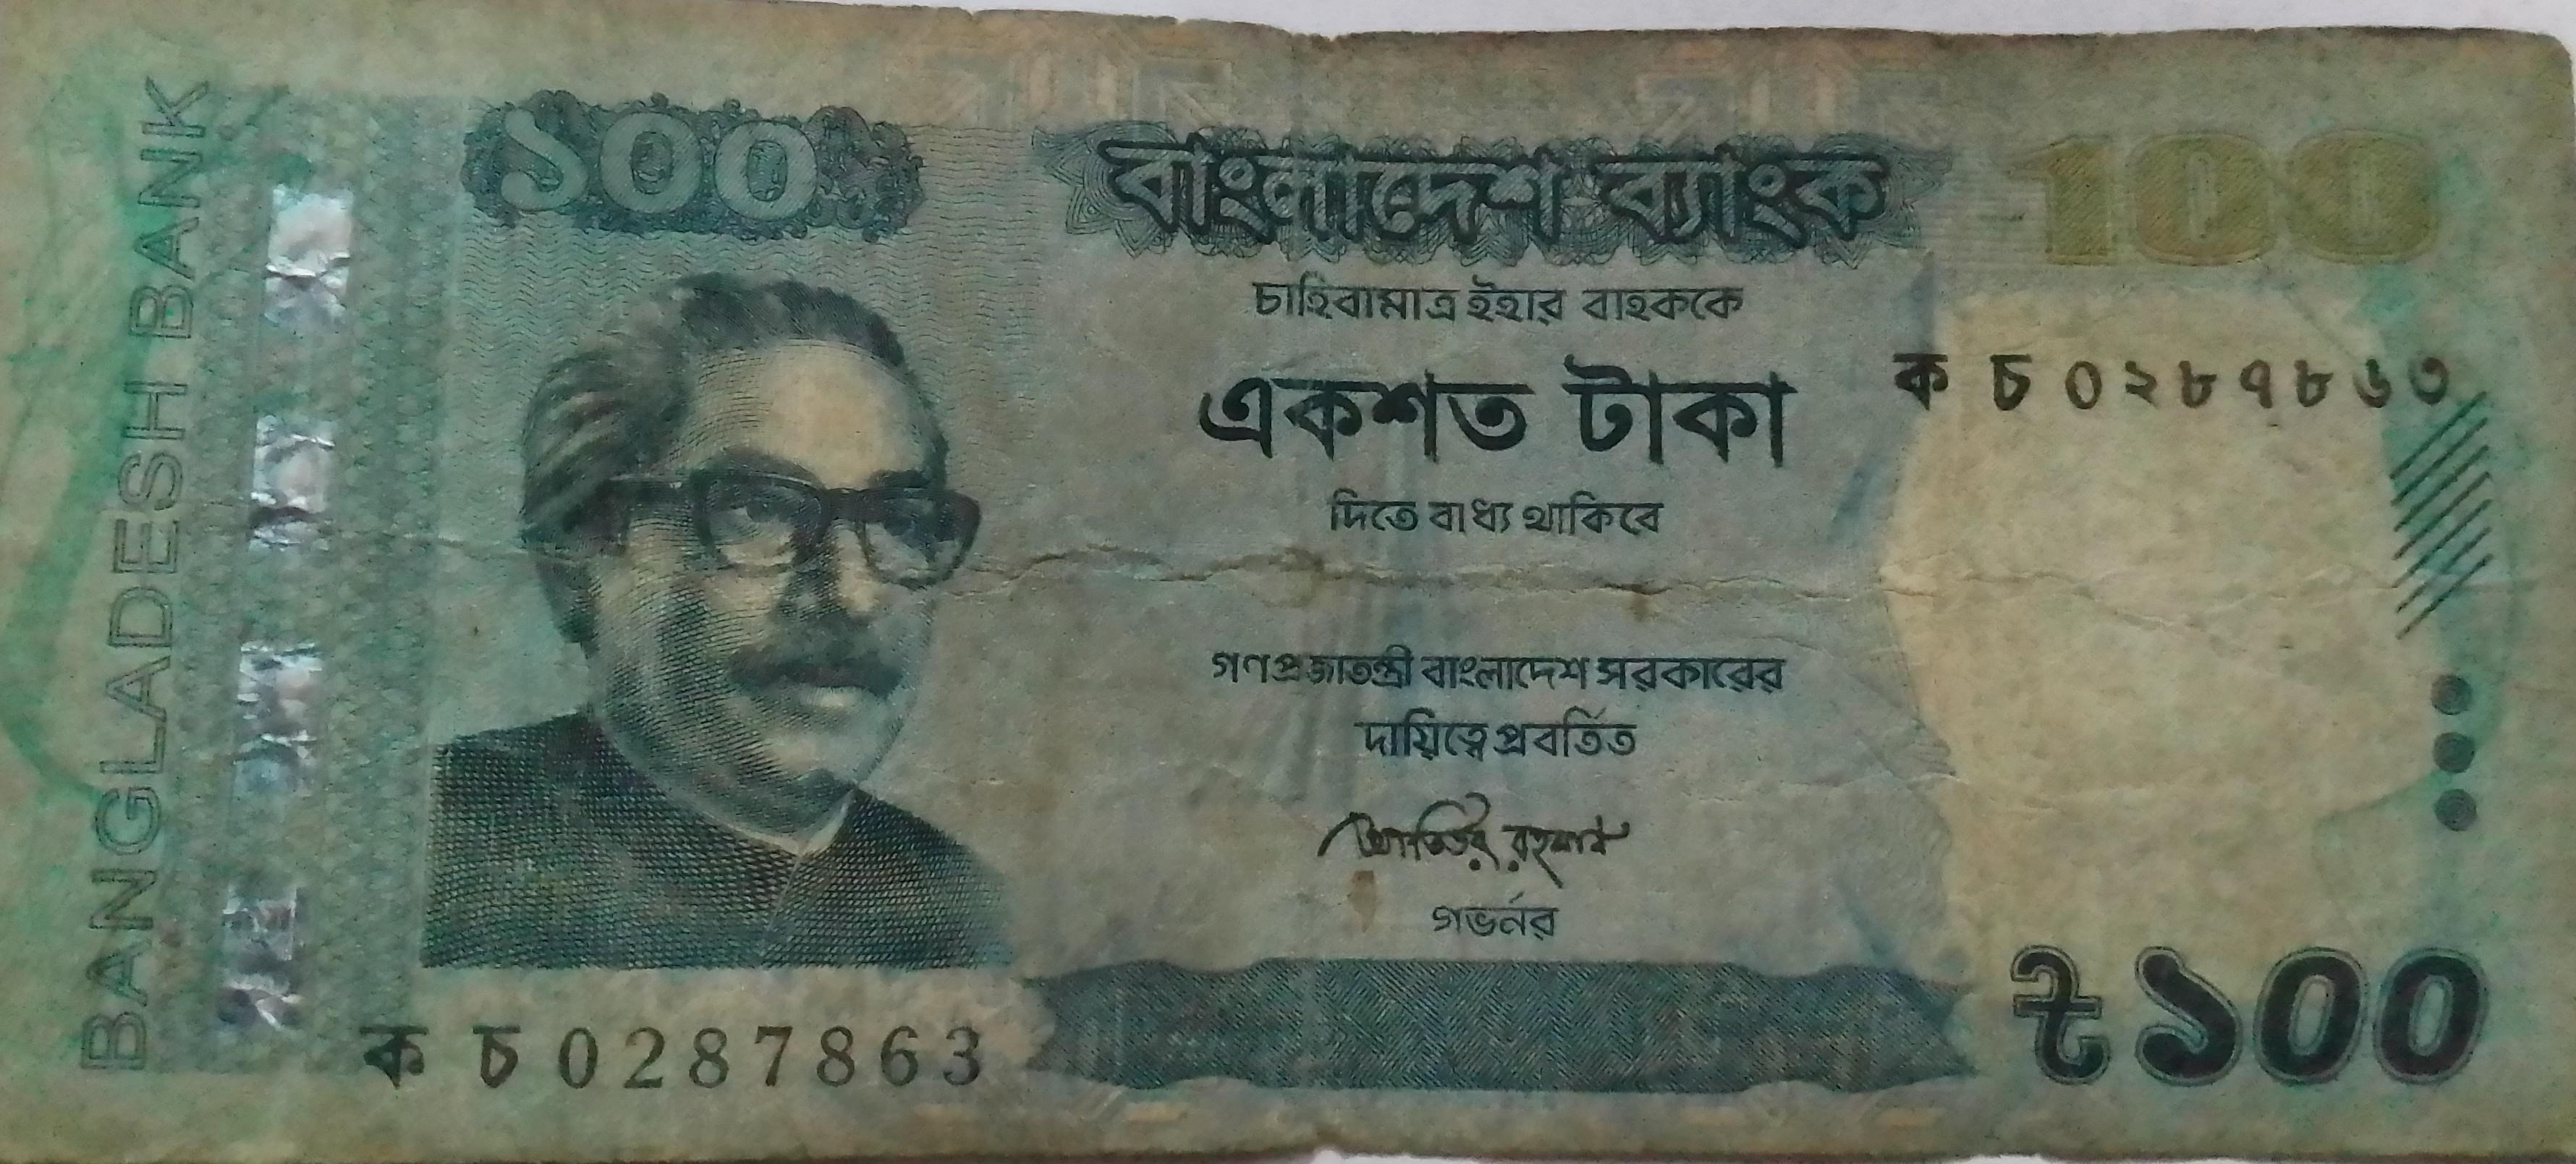 BANGLADESH BANK
১০০
বাংলাদেশ ব্যাংক
100
চাহিবামাত্র ইহার বাহককে
ক চ ০২৮৭৮৬৩
একশত টাকা
দিতে বাধ্য থাকিবে
গণপ্রজাতন্ত্রী বাংলাদেশ সরকারের
দায়িত্বে প্রবর্তিত
আতিউর রহমান
গভর্নর
ক চ 0287863
৳১০০